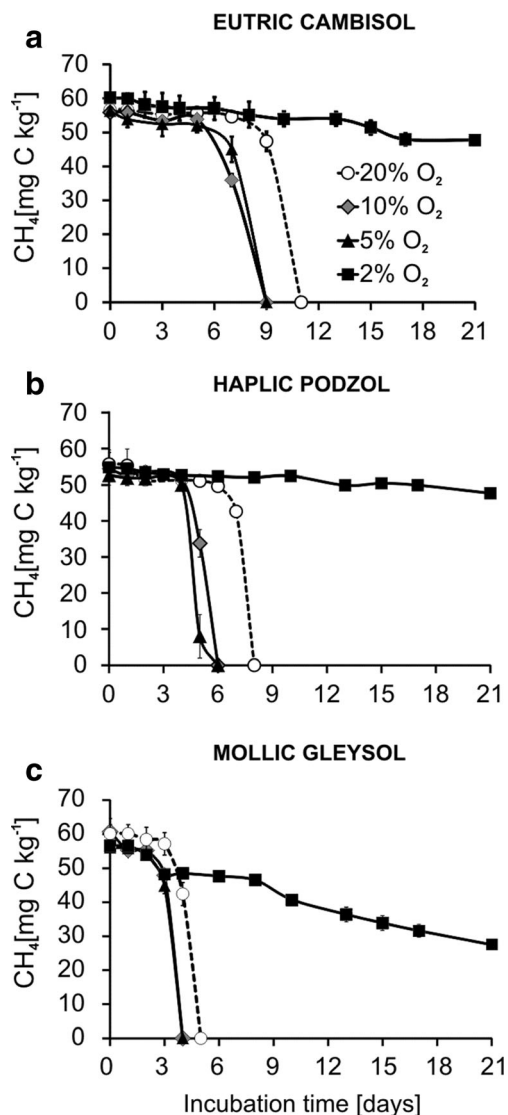 a
EUTRIC CAMBISOL
CH₄[mg C kg⁻¹]
70
60
50
40
30
20
10
0
20% O₂
10% O₂
5% O₂
2% O₂
0 3 6 9 12 15 18 21
b
HAPLIC PODZOL
CH₄[mg C kg⁻¹]
70
60
50
40
30
20
10
0
0 3 6 9 12 15 18 21
c
MOLLIC GLEYSOL
CH₄[mg C kg⁻¹]
70
60
50
40
30
20
10
0
0 3 6 9 12 15 18 21
Incubation time [days]